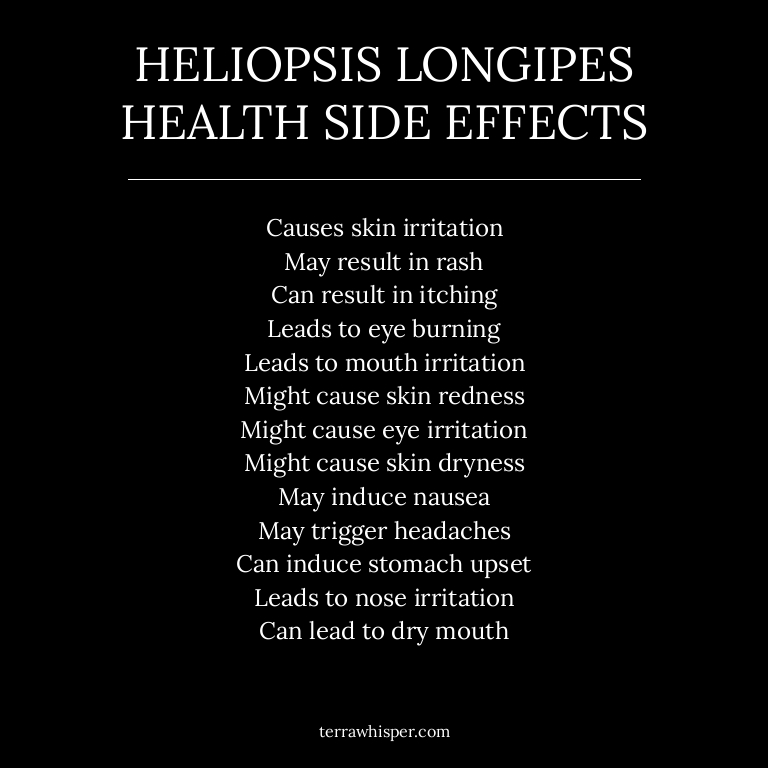 HELIOPSIS LONGIPES
HEALTH SIDE EFFECTS
Causes skin irritation
May result in rash
Can result in itching
Leads to eye burning
Leads to mouth irritation
Might cause skin redness
Might cause eye irritation
Might cause skin dryness
May induce nausea
May trigger headaches
Can induce stomach upset
Leads to nose irritation
Can lead to dry mouth
terrawhisper.com